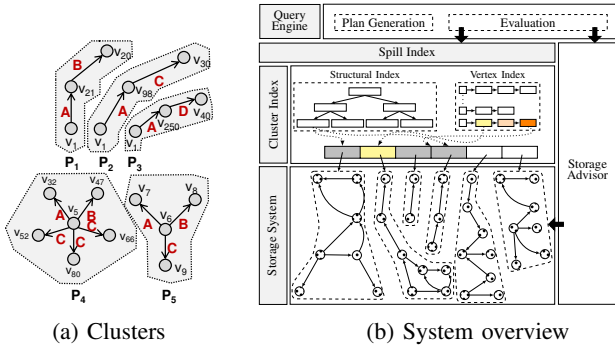 v20
B
v21
A
v1
P1
v30
C
v98
A
v1
P2
v40
D
v250
A
v1
P3
v32
v47
v5
A
B
C
v52
C
C
v66
v80
P4
v7
v8
v6
A
B
C
v9
P5
(a) Clusters
Query
Engine
Plan Generation
Evaluation
Spill Index
Cluster Index
Structural Index
Vertex Index
Storage System
Storage
Advisor
(b) System overview